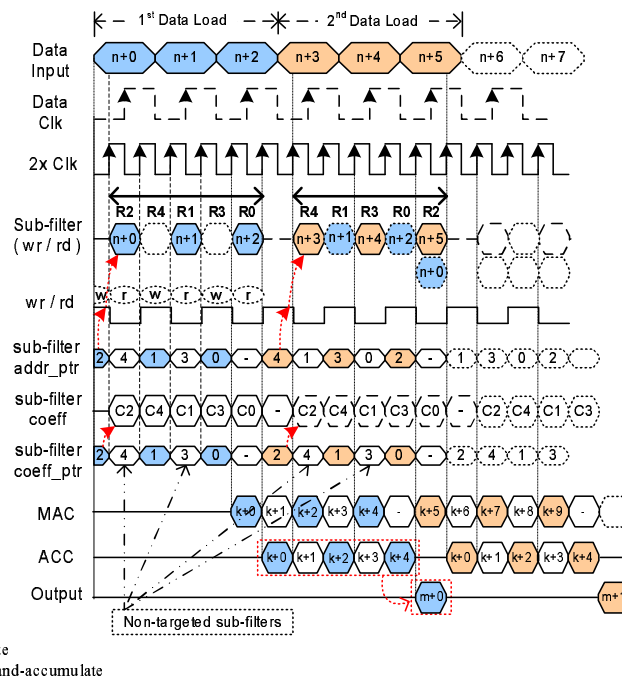 1st Data Load 2nd Data Load
Data Input n+0 n+1 n+2 n+3 n+4 n+5 n+6 n+7
Data Clk
2x Clk
R2 R4 R1 R3 R0 R4 R1 R3 R0 R2
Sub-filter ( wr / rd ) n+0 n+1 n+2 n+3 n+1 n+4 n+2 n+5
n+0
w r w r w r
wr / rd
sub-filter addr_ptr 2 4 1 3 0 - 4 1 3 0 2 - 1 3 0 2
sub-filter coeff C2 C4 C1 C3 C0 - C2 C4 C1 C3 C0 - C2 C4 C1 C3
sub-filter coeff_ptr 2 4 1 3 0 - 2 4 1 3 0 - 2 4 1 3
MAC k+0 k+1 k+2 k+3 k+4 - k+5 k+6 k+7 k+8 k+9 -
ACC k+0 k+1 k+2 k+3 k+4 k+0 k+1 k+2 k+3 k+4
Output m+0 m+1
Non-targeted sub-filters
and-accumulate